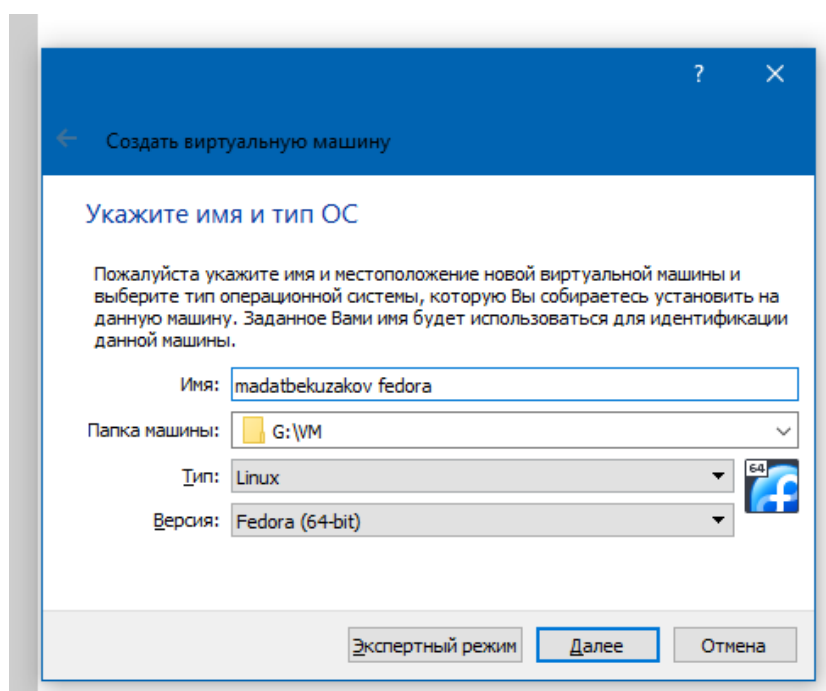 ?
Создать виртуальную машину
Укажите имя и тип ОС
Пожалуйста укажите имя и местоположение новой виртуальной машины и
выберите тип операционной системы, которую Вы собираетесь установить на
данную машину. Заданное Вами имя будет использоваться для идентификации
данной машины.
Имя: madatbekuzakov fedora
Папка машины: G:\VM
Тип: Linux
64
Версия: Fedora (64-bit)
Экспертный режим Далее Отмена